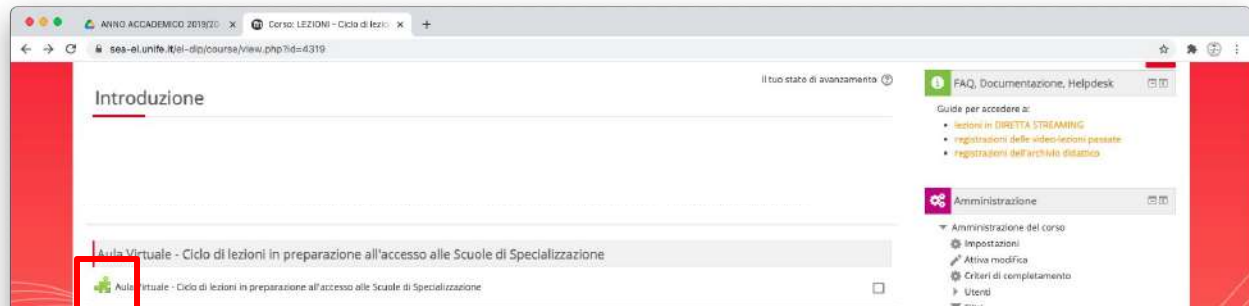 ANNO ACCADEMICO 2019/20
Corso: LEZIONI - Ciclo di lezio
sea-el.unife.it/el-dip/course/view.php?id=4319
Il tuo stato di avanzamento
Introduzione
Aula Virtuale - Ciclo di lezioni in preparazione all'accesso alle Scuole di Specializzazione
Aula Virtuale - Ciclo di lezioni in preparazione all'accesso alle Scuole di Specializzazione
FAQ, Documentazione, Helpdesk
Guide per accedere a:
lezioni in DIRETTA STREAMING
registrazioni delle video-lezioni passate
registrazioni dell'archivio didattico
Amministrazione
Amministrazione del corso
Impostazioni
Attiva modifica
Criteri di completamento
Utenti